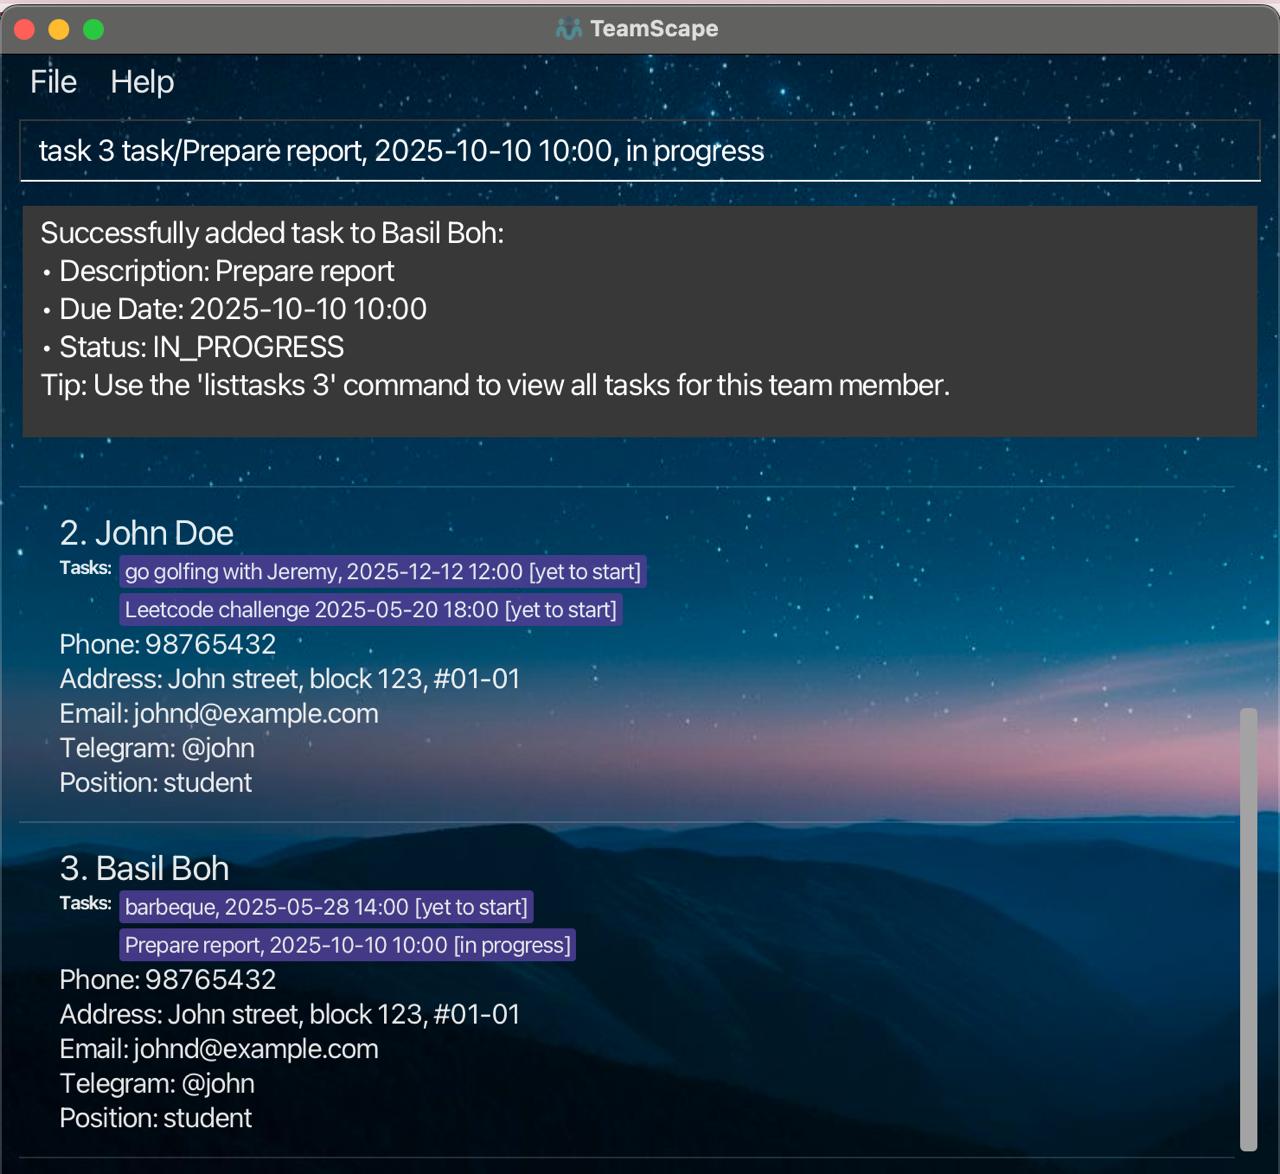 TeamScape
File Help
task 3 task/Prepare report, 2025-10-10 10:00, in progress
Successfully added task to Basil Boh:
• Description: Prepare report
• Due Date: 2025-10-10 10:00
• Status: IN_PROGRESS
Tip: Use the 'listtasks 3' command to view all tasks for this team member.
2. John Doe
Tasks: go golfing with Jeremy, 2025-12-12 12:00 [yet to start]
Leetcode challenge 2025-05-20 18:00 [yet to start]
Phone: 98765432
Address: John street, block 123, #01-01
Email: johnd@example.com
Telegram: @john
Position: student
3. Basil Boh
Tasks: barbeque, 2025-05-28 14:00 [yet to start]
Prepare report, 2025-10-10 10:00 [in progress]
Phone: 98765432
Address: John street, block 123, #01-01
Email: johnd@example.com
Telegram: @john
Position: student